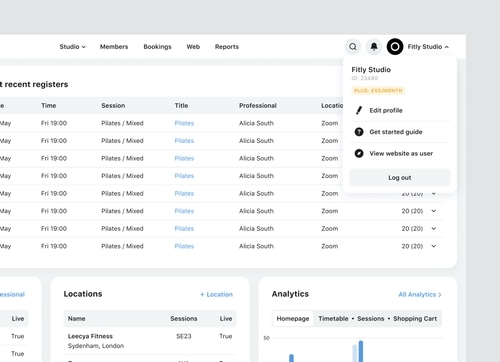 Studio Members Bookings Web Reports Fitly Studio
Fitly Studio
ID: 23480
PLUS: £55/MONTH
Edit profile
Get started guide
View website as user
Log out
t recent registers
e Time Session Title Professional Locatio
May Fri 19:00 Pilates / Mixed Pilates Alicia South Zoom
May Fri 19:00 Pilates / Mixed Pilates Alicia South Zoom
May Fri 19:00 Pilates / Mixed Pilates Alicia South Zoom
May Fri 19:00 Pilates / Mixed Pilates Alicia South Zoom
May Fri 19:00 Pilates / Mixed Pilates Alicia South Zoom 20 (20)
May Fri 19:00 Pilates / Mixed Pilates Alicia South Zoom 20 (20)
May Fri 19:00 Pilates / Mixed Pilates Alicia South Zoom 20 (20)
May Fri 19:00 Pilates / Mixed Pilates Alicia South Zoom 20 (20)
essional
Live
True
True
Locations + Location
Name Sessions Live
Leecya Fitness SE23 True
Sydenham, London
Analytics All Analytics >
Homepage Timetable • Sessions • Shopping Cart
50